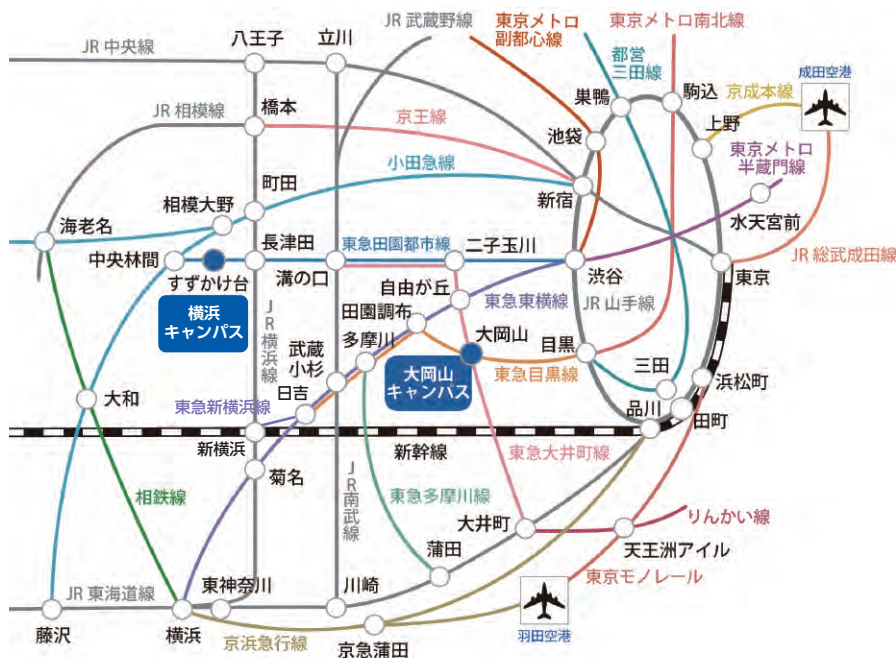 JR 武蔵野線
東京メトロ
副都心線
東京メトロ南北線
JR 中央線
八王子
立川
都営
三田線
成田空港
巣鴨
駒込
京成本線
JR 相模線
橋本
京王線
池袋
上野
東京メトロ
半蔵門線
小田急線
町田
新宿
相模大野
水天宮前
海老名
長津田
東急田園都市線
二子玉川
中央林間
すずかけ台
溝の口
渋谷
東京
JR 総武成田線
横浜
キャンパス
JR横浜線
自由が丘
東急東横線
JR 山手線
田園調布
多摩川
大岡山
目黒
武蔵
小杉
大岡山
キャンパス
東急目黒線
三田
浜松町
大和
東急新横浜線
日吉
品川
田町
新横浜
新幹線
東急大井町線
菊名
相鉄線
JR南武線
東急多摩川線
大井町
りんかい線
蒲田
天王洲アイル
東京モノレール
JR 東海道線
東神奈川
川崎
藤沢
横浜
京浜急行線
京急蒲田
羽田空港